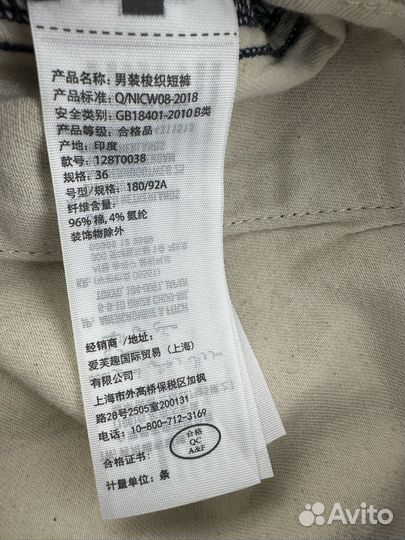 产品名称: 男装梭织短裤
产品标准: Q/NICW08-2018
安全类别: GB18401-2010 B类
产品等级: 合格品
产地: 印度
款号: 128T0038
规格: 36
号型/规格: 180/92A
纤维含量:
96% 棉, 4% 氨纶
装饰物除外
经销商 /地址:
爱芙趣国际贸易 (上海)
有限公司
上海市外高桥保税区加枫
路28号2505室200131
电话: 10-800-712-3169
合格证书:
合格
QC
A&F
计量单位: 条
Avito